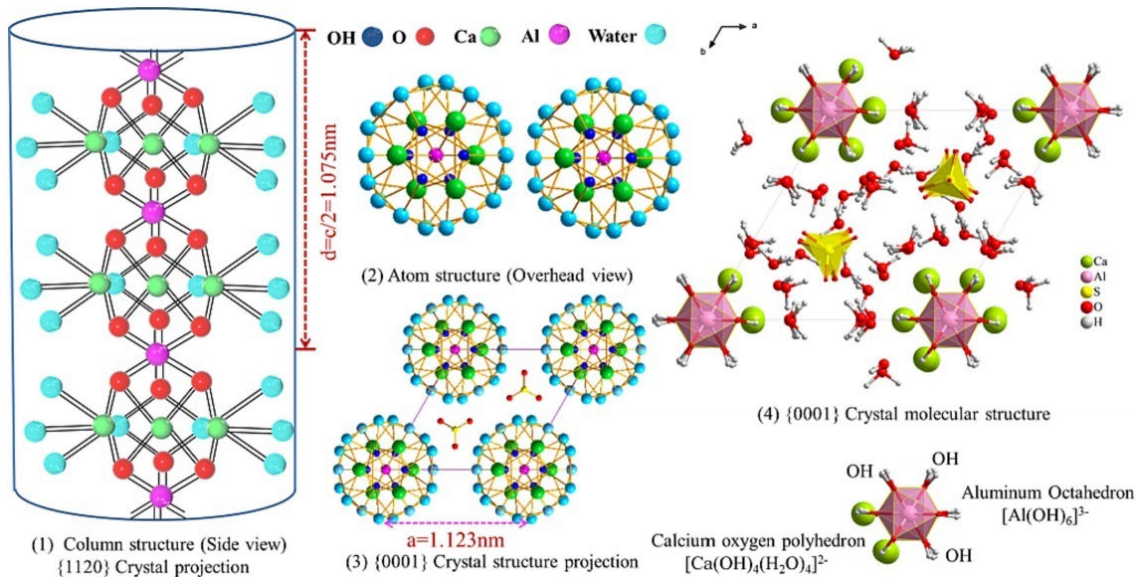 OH O Ca Al Water
d=c/2=1.075nm
(1) Column structure (Side view)
{1120} Crystal projection
(2) Atom structure (Overhead view)
a=1.123nm
(3) {0001} Crystal structure projection
a
b
Ca
Al
S
O
H
(4) {0001} Crystal molecular structure
OH
OH
OH
Aluminum Octahedron
[Al(OH)₆]³⁻
Calcium oxygen polyhedron
[Ca(OH)₄(H₂O)₄]²⁻